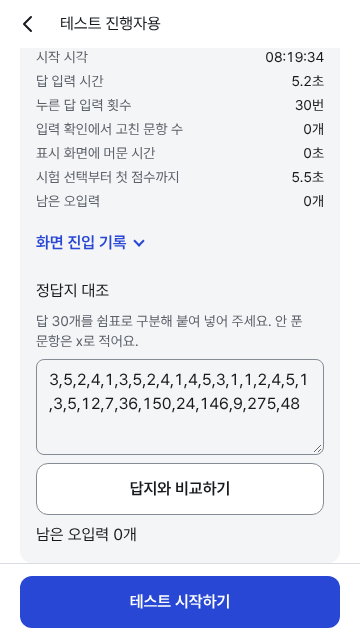 테스트 진행자용
시작 시각 08:19:34
답 입력 시간 5.2초
누른 답 입력 횟수 30번
입력 확인에서 고친 문항 수 0개
표시 화면에 머문 시간 0초
시험 선택부터 첫 점수까지 5.5초
남은 오입력 0개
화면 진입 기록
정답지 대조
답 30개를 쉼표로 구분해 붙여 넣어 주세요. 안 푼
문항은 x로 적어요.
3,5,2,4,1,3,5,2,4,1,4,5,3,1,1,2,4,5,1
,3,5,12,7,36,150,24,146,9,275,48
답지와 비교하기
남은 오입력 0개
테스트 시작하기